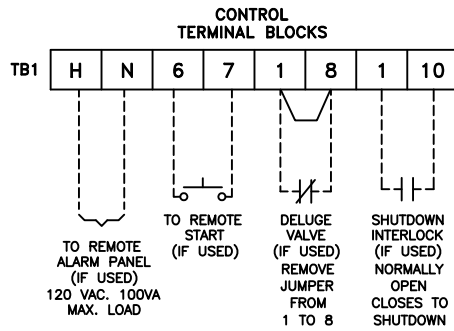 CONTROL
TERMINAL BLOCKS
TB1 H N 6 7 1 8 1 10
TO REMOTE
ALARM PANEL
(IF USED)
120 VAC. 100VA
MAX. LOAD
TO REMOTE
START
(IF USED)
DELUGE
VALVE
(IF USED)
REMOVE
JUMPER
FROM
1 TO 8
SHUTDOWN
INTERLOCK
(IF USED)
NORMALLY
OPEN
CLOSES TO
SHUTDOWN